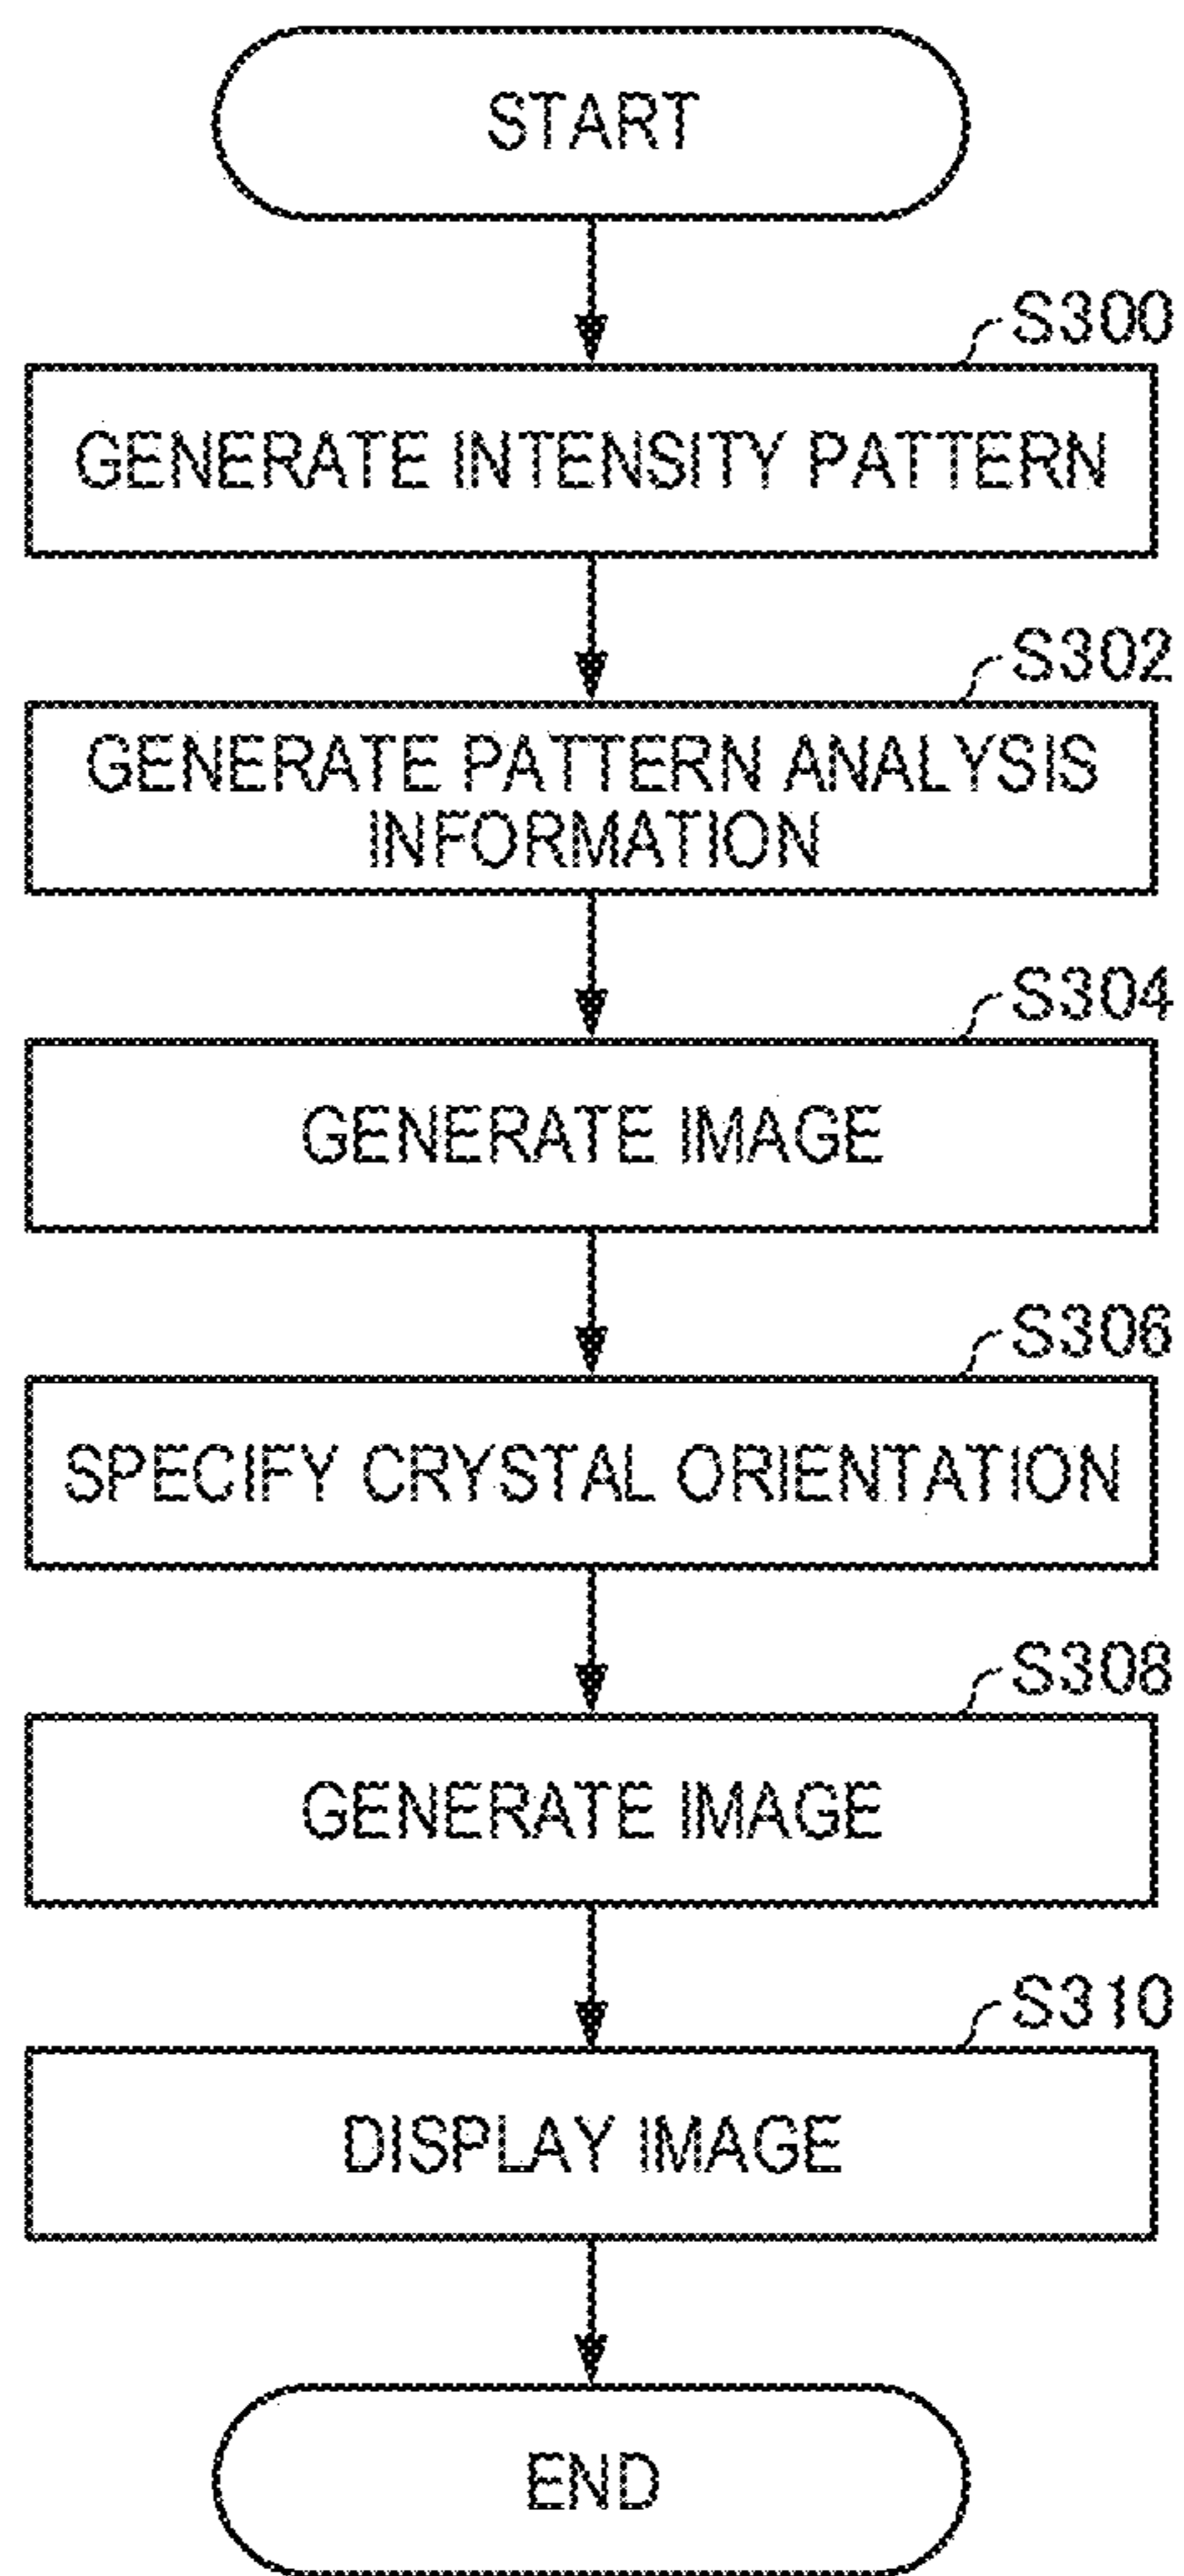 START
S300
GENERATE INTENSITY PATTERN
S302
GENERATE PATTERN ANALYSIS
INFORMATION
S304
GENERATE IMAGE
S306
SPECIFY CRYSTAL ORIENTATION
S308
GENERATE IMAGE
S310
DISPLAY IMAGE
END